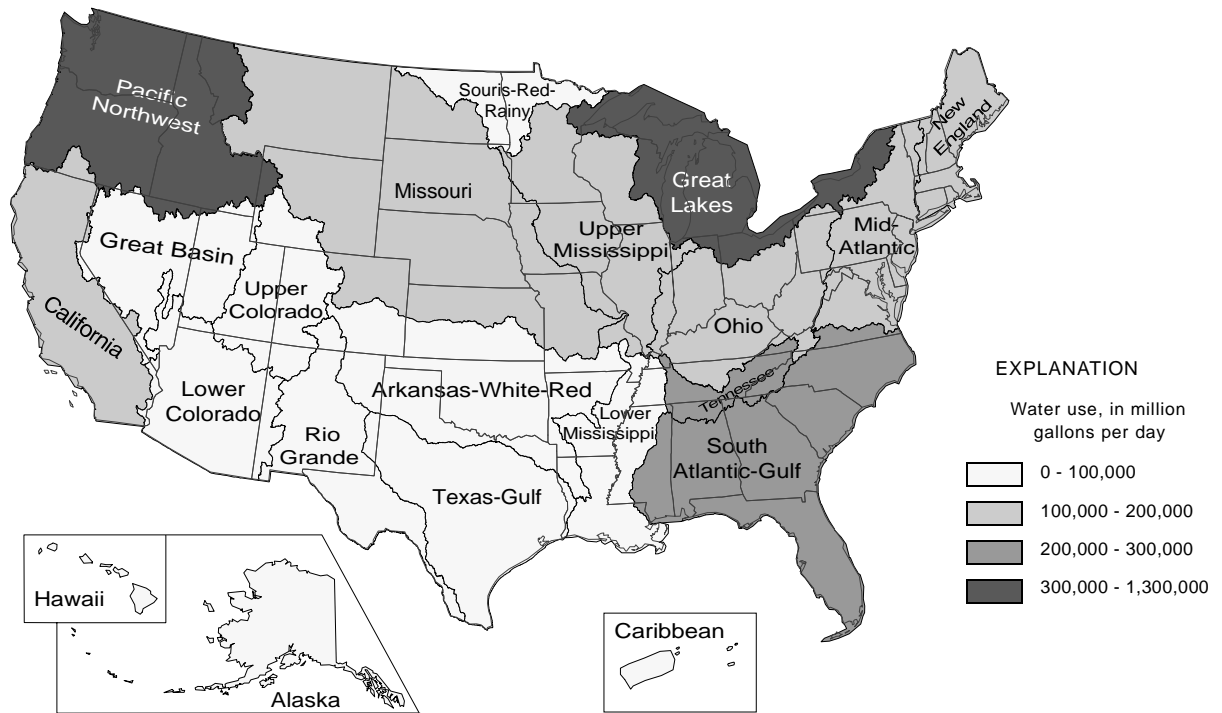 Pacific
Northwest
Souris-Red-
Rainy
New
England
Missouri
Great
Lakes
Upper
Mississippi
Mid-
Atlantic
Great Basin
Upper
Colorado
California
Ohio
Lower
Colorado
Arkansas-White-Red
Tennessee
Lower
Mississippi
Rio
Grande
South
Atlantic-Gulf
Texas-Gulf
Hawaii
Alaska
Caribbean
EXPLANATION
Water use, in million
gallons per day
0 - 100,000
100,000 - 200,000
200,000 - 300,000
300,000 - 1,300,000